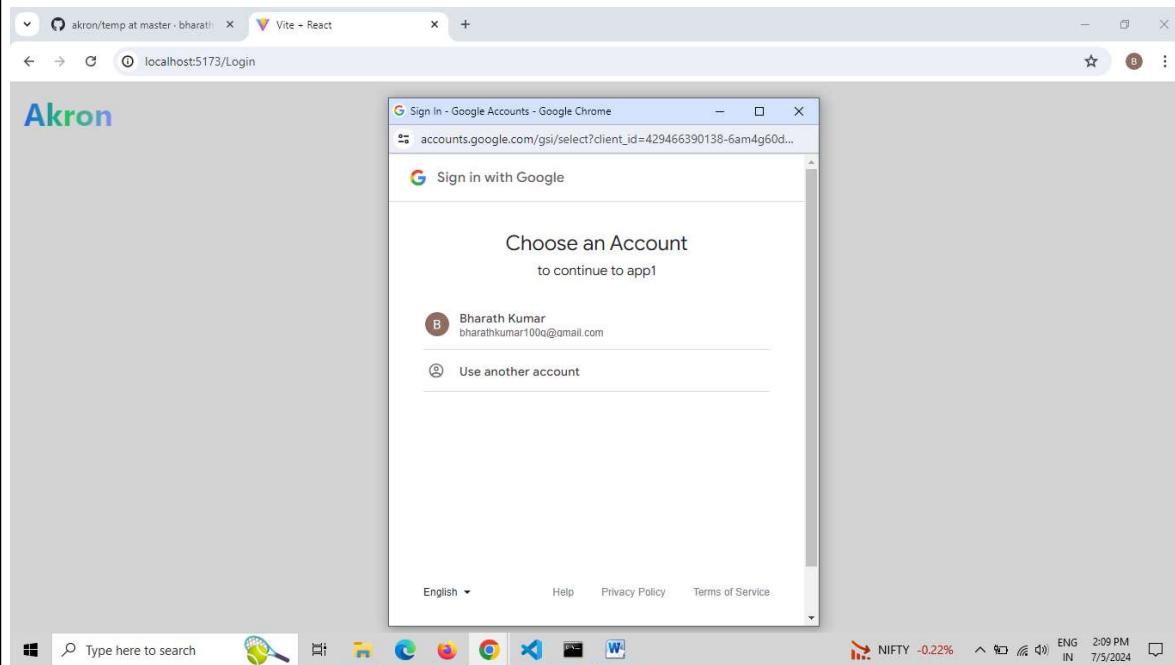 akron/temp at master · bharath
Vite + React
localhost:5173/Login
B
Akron
Sign In - Google Accounts - Google Chrome
accounts.google.com/gsi/select?client_id=429466390138-6am4g60d...
Sign in with Google
Choose an Account
to continue to app1
B
Bharath Kumar
bharathkumar100q@gmail.com
Use another account
English
Help Privacy Policy Terms of Service
Type here to search
W
NIFTY -0.22%
ENG 2:09 PM
IN 7/5/2024